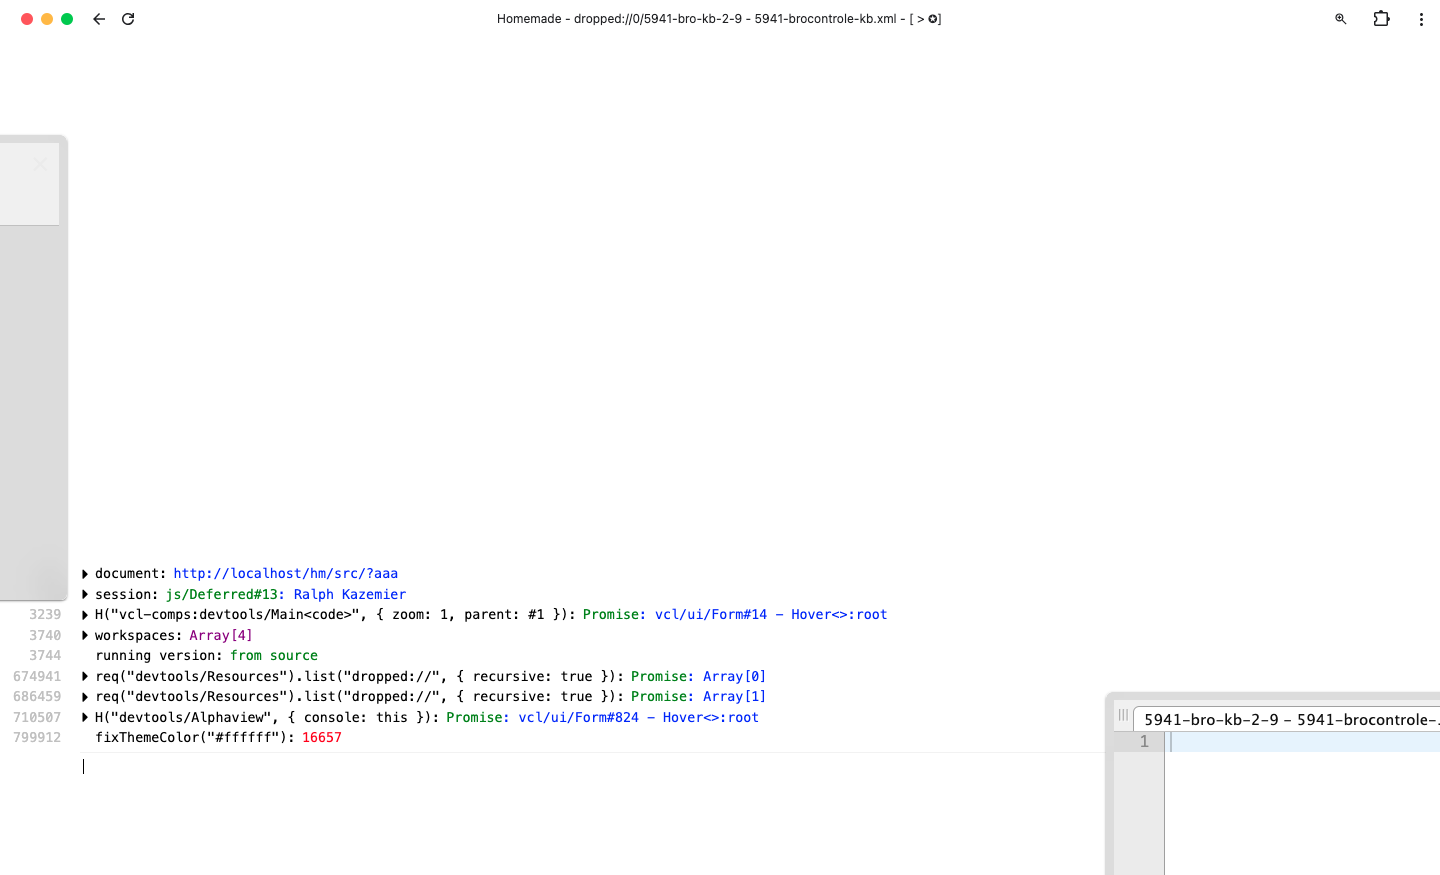 Homemade - dropped://0/5941-bro-kb-2-9 - 5941-brocontrole-kb.xml - [ > ✪]
document: http://localhost/hm/src/?aaa
session: js/Deferred#13: Ralph Kazemier
3239 H("vcl-comps:devtools/Main<code>", { zoom: 1, parent: #1 }): Promise: vcl/ui/Form#14 - Hover<>:root
3740 workspaces: Array[4]
3744 running version: from source
674941 req("devtools/Resources").list("dropped://", { recursive: true }): Promise: Array[0]
686459 req("devtools/Resources").list("dropped://", { recursive: true }): Promise: Array[1]
710507 H("devtools/Alphaview", { console: this }): Promise: vcl/ui/Form#824 - Hover<>:root
799912 fixThemeColor("#ffffff"): 16657
5941-bro-kb-2-9 - 5941-brocontrole-
1